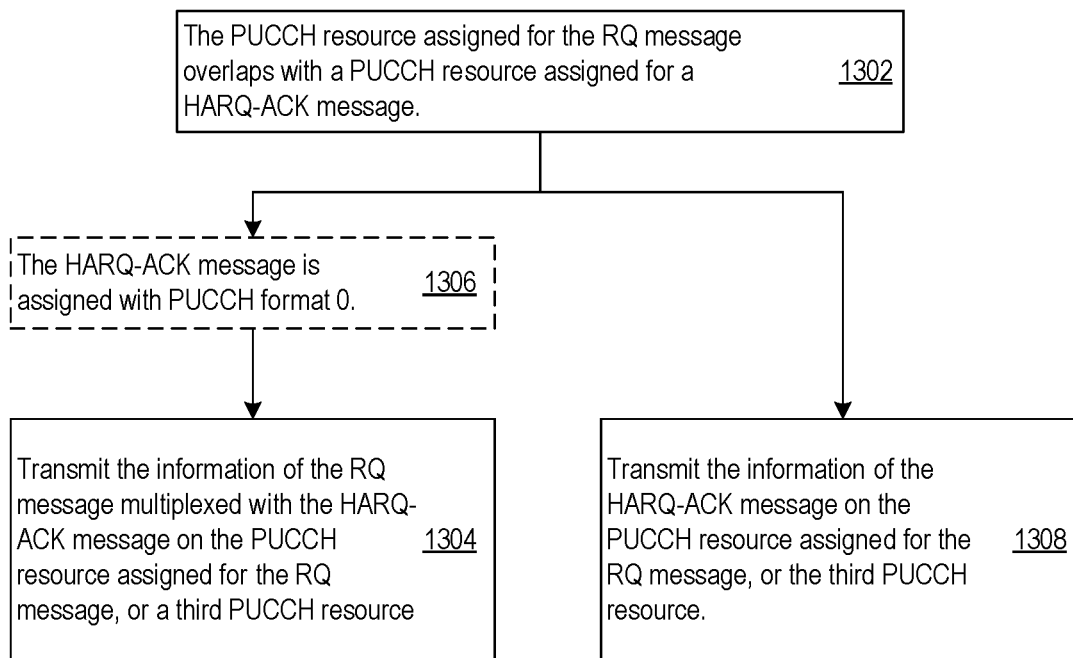 The PUCCH resource assigned for the RQ message
overlaps with a PUCCH resource assigned for a
HARQ-ACK message.
1302
The HARQ-ACK message is
assigned with PUCCH format 0.
1306
Transmit the information of the RQ
message multiplexed with the HARQ-
ACK message on the PUCCH
resource assigned for the RQ
message, or a third PUCCH resource
1304
Transmit the information of the
HARQ-ACK message on the
PUCCH resource assigned for the
RQ message, or the third PUCCH
resource.
1308